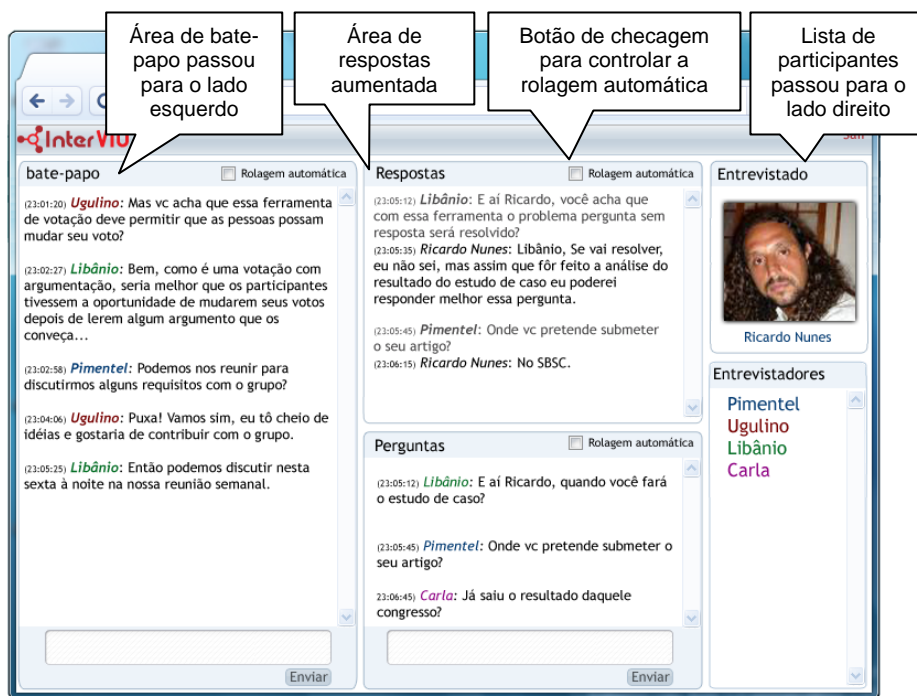 Área de bate-
papo passou
para o lado
esquerdo
Área de
respostas
aumentada
Botão de checagem
para controlar a
rolagem automática
Lista de
participantes
passou para o
lado direito
bate-papo
Rolagem automática
(23:01:20) Ugulino: Mas vc acha que essa ferramenta
de votação deve permitir que as pessoas possam
mudar seu voto?
(23:02:27) Libânio: Bem, como é uma votação com
argumentação, seria melhor que os participantes
tivessem a oportunidade de mudarem seus votos
depois de lerem algum argumento que os
conveça...
(23:02:58) Pimentel: Podemos nos reunir para
discutirmos alguns requisitos com o grupo?
(23:04:06) Ugulino: Puxa! Vamos sim, eu tô cheio de
idéias e gostaria de contribuir com o grupo.
(23:05:25) Libânio: Então podemos discutir nesta
sexta à noite na nossa reunião semanal.
Enviar
Respostas
Rolagem automática
(23:05:12) Libânio: E aí Ricardo, você acha que
com essa ferramenta o problema pergunta sem
resposta será resolvido?
(23:05:35) Ricardo Nunes: Libânio, Se vai resolver,
eu não sei, mas assim que fôr feito a análise do
resultado do estudo de caso eu poderei
responder melhor essa pergunta.
(23:05:45) Pimentel: Onde vc pretende submeter
o seu artigo?
(23:06:15) Ricardo Nunes: No SBSC.
Perguntas
Rolagem automática
(23:05:12) Libânio: E aí Ricardo, quando você fará
o estudo de caso?
(23:05:45) Pimentel: Onde vc pretende submeter o
seu artigo?
23:06:45) Carla: Já saiu o resultado daquele
congresso?
Enviar
Entrevistado
Ricardo Nunes
Entrevistadores
Pimentel
Ugulino
Libânio
Carla